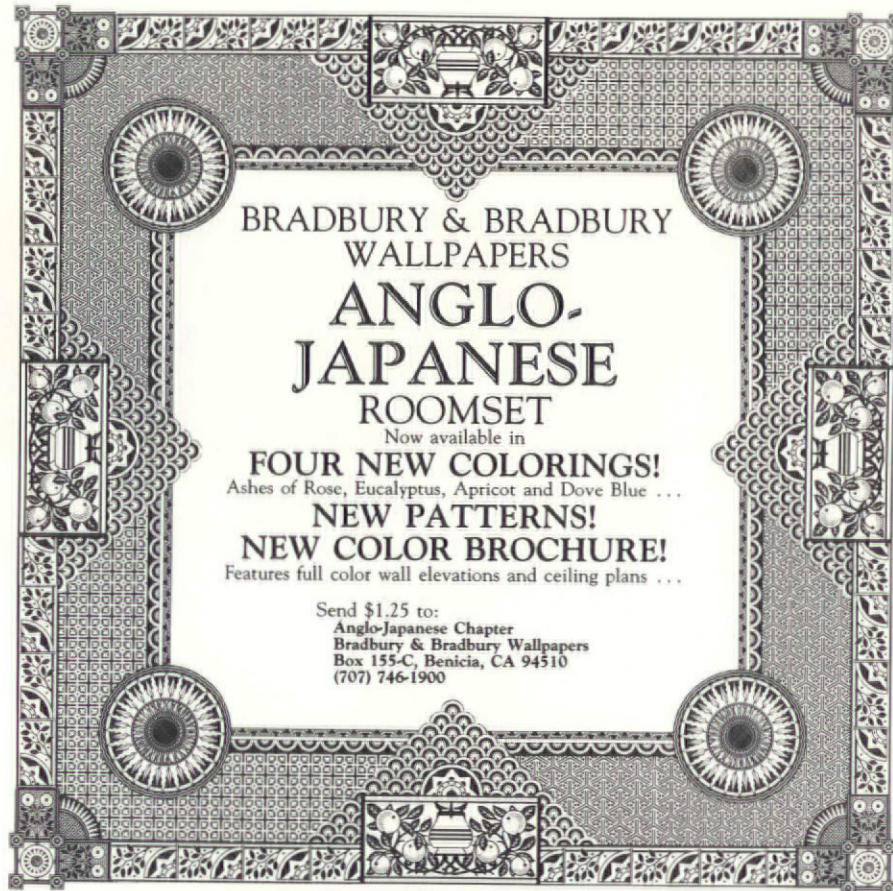 BRADBURY & BRADBURY
WALLPAPERS
ANGLO-
JAPANESE
ROOMSET
Now available in
FOUR NEW COLORINGS!
Ashes of Rose, Eucalyptus, Apricot and Dove Blue ...
NEW PATTERNS!
NEW COLOR BROCHURE!
Features full color wall elevations and ceiling plans ...
Send $1.25 to:
Anglo-Japanese Chapter
Bradbury & Bradbury Wallpapers
Box 155-C, Benicia, CA 94510
(707) 746-1900